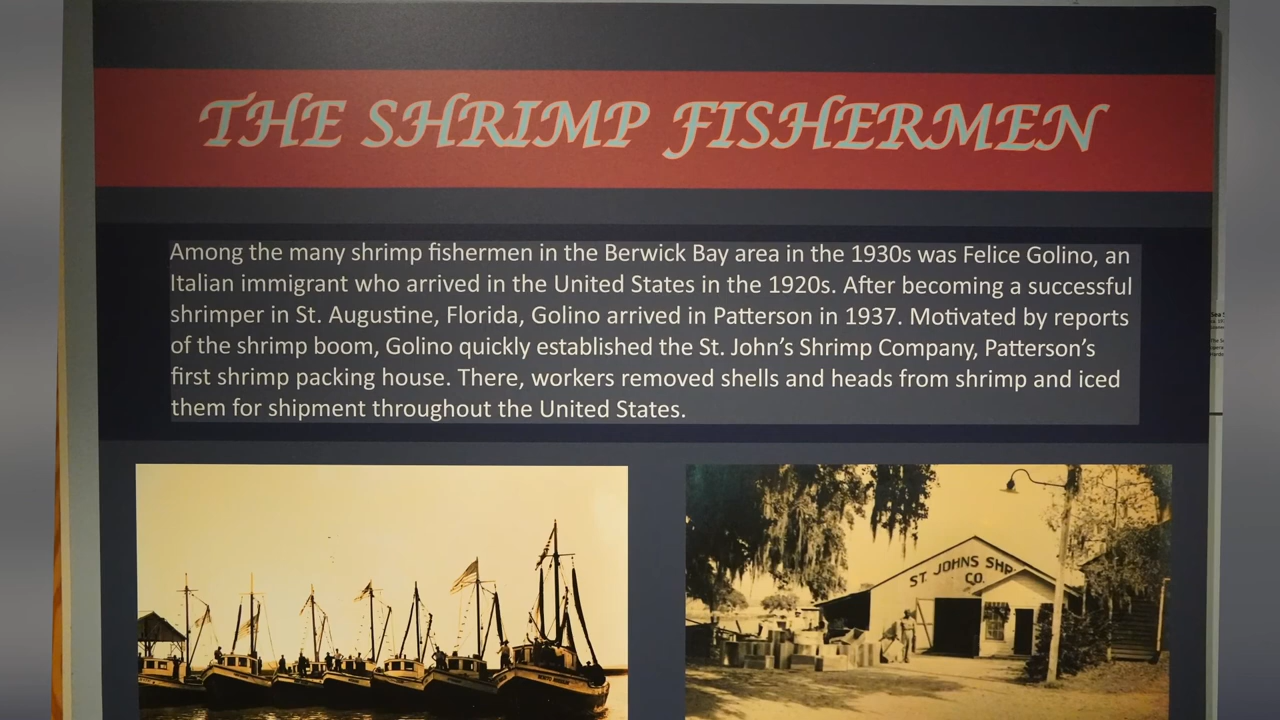 THE SHRIMP FISHERMEN
Among the many shrimp fishermen in the Berwick Bay area in the 1930s was Felice Golino, an
Italian immigrant who arrived in the United States in the 1920s. After becoming a successful
shrimper in St. Augustine, Florida, Golino arrived in Patterson in 1937. Motivated by reports
of the shrimp boom, Golino quickly established the St. John's Shrimp Company, Patterson's
first shrimp packing house. There, workers removed shells and heads from shrimp and iced
them for shipment throughout the United States.
ST. JOHNS SHR
CO.